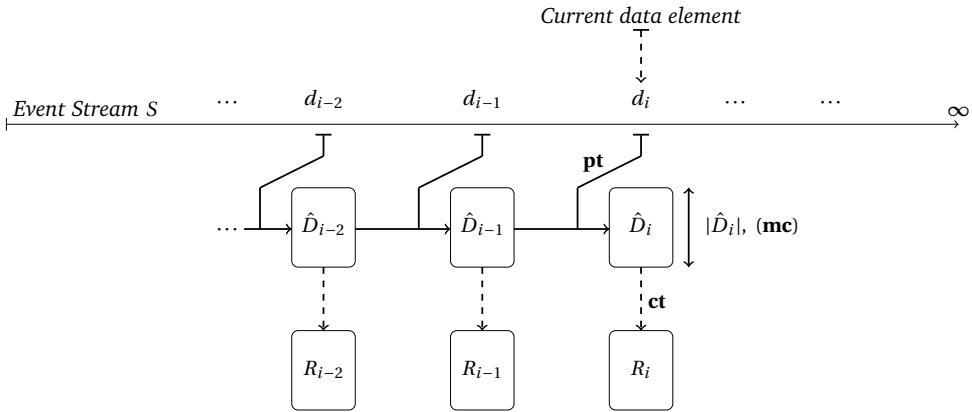 Current data element
… d_{i−2} d_{i−1} d_i … …
Event Stream S ∞
pt
… D̂_{i−2} D̂_{i−1} D̂_i |D̂_i|, (mc)
ct
R_{i−2} R_{i−1} R_i